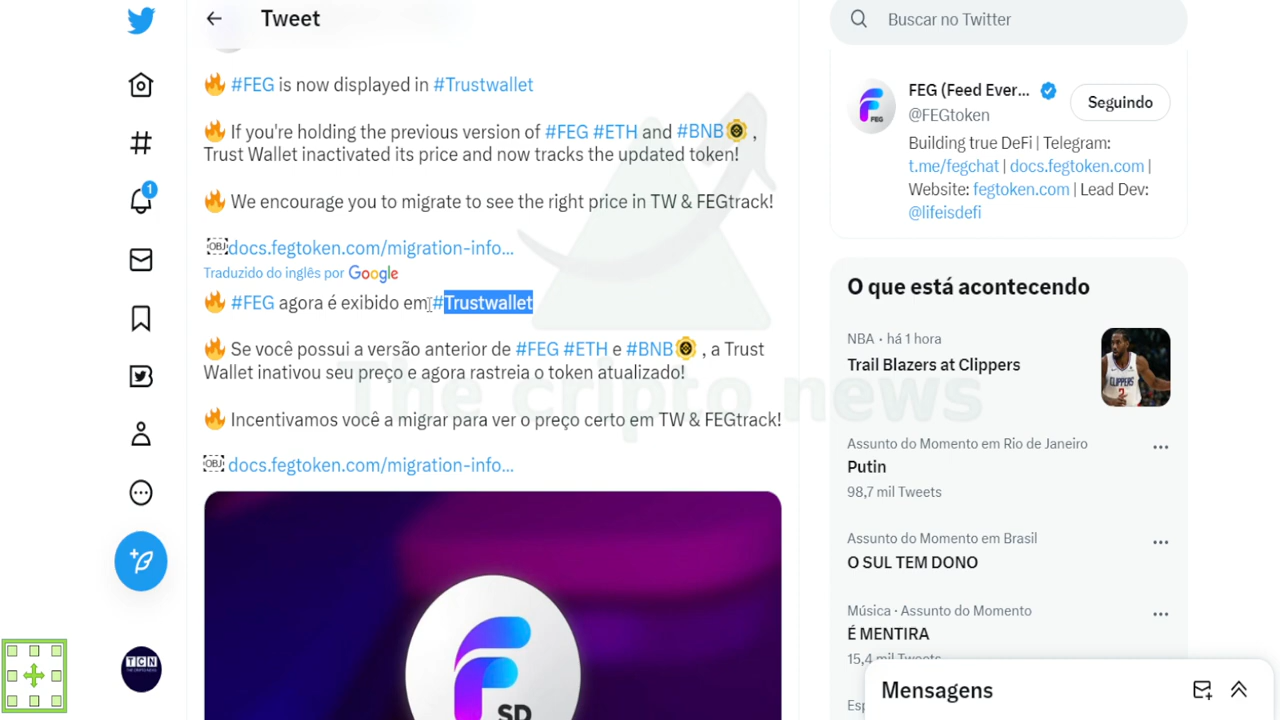 Tweet
🔥 #FEG is now displayed in #Trustwallet
🔥 If you're holding the previous version of #FEG #ETH and #BNB ,
Trust Wallet inactivated its price and now tracks the updated token!
🔥 We encourage you to migrate to see the right price in TW & FEGtrack!
OBJ docs.fegtoken.com/migration-info...
Traduzido do inglês por Google
🔥 #FEG agora é exibido em #Trustwallet
🔥 Se você possui a versão anterior de #FEG #ETH e #BNB , a Trust
Wallet inativou seu preço e agora rastreia o token atualizado!
🔥 Incentivamos você a migrar para ver o preço certo em TW & FEGtrack!
OBJ docs.fegtoken.com/migration-info...
SD
The cripto news
1
TCN
Buscar no Twitter
FEG (Feed Ever...
Seguindo
@FEGtoken
FEG
Building true DeFi | Telegram:
t.me/fegchat | docs.fegtoken.com |
Website: fegtoken.com | Lead Dev:
@lifeisdefi
O que está acontecendo
NBA · há 1 hora
Trail Blazers at Clippers
Assunto do Momento em Rio de Janeiro
Putin
98,7 mil Tweets
Assunto do Momento em Brasil
O SUL TEM DONO
Música · Assunto do Momento
É MENTIRA
15,4 mil Tweets
Esp
Mensagens